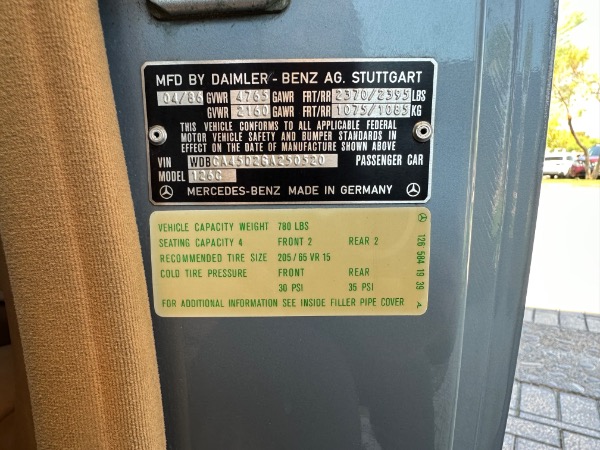 MFD BY DAIMLER - BENZ AG. STUTTGART
04/86 GVWR 4765 GAWR FRT/RR 2370/2395 LBS
GVWR 2160 GAWR FRT/RR 1075/1085 KG
THIS VEHICLE CONFORMS TO ALL APPLICABLE FEDERAL
MOTOR VEHICLE SAFETY AND BUMPER STANDARDS IN
EFFECT ON THE DATE OF MANUFACTURE SHOWN ABOVE
VIN WDBCA45D2GA250520 PASSENGER CAR
MODEL 126C
MERCEDES-BENZ MADE IN GERMANY
VEHICLE CAPACITY WEIGHT 780 LBS
SEATING CAPACITY 4 FRONT 2 REAR 2
RECOMMENDED TIRE SIZE 205/65 VR 15
COLD TIRE PRESSURE FRONT REAR
30 PSI 35 PSI
FOR ADDITIONAL INFORMATION SEE INSIDE FILLER PIPE COVER
126 584 19 39 A